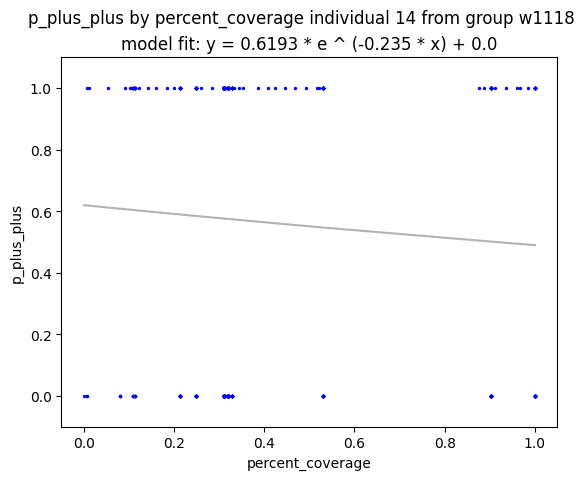 p_plus_plus by percent_coverage individual 14 from group w1118
model fit: y = 0.6193 * e ^ (-0.235 * x) + 0.0
1.0
0.8
0.6
0.4
0.2
0.0
p_plus_plus
0.0 0.2 0.4 0.6 0.8 1.0
percent_coverage